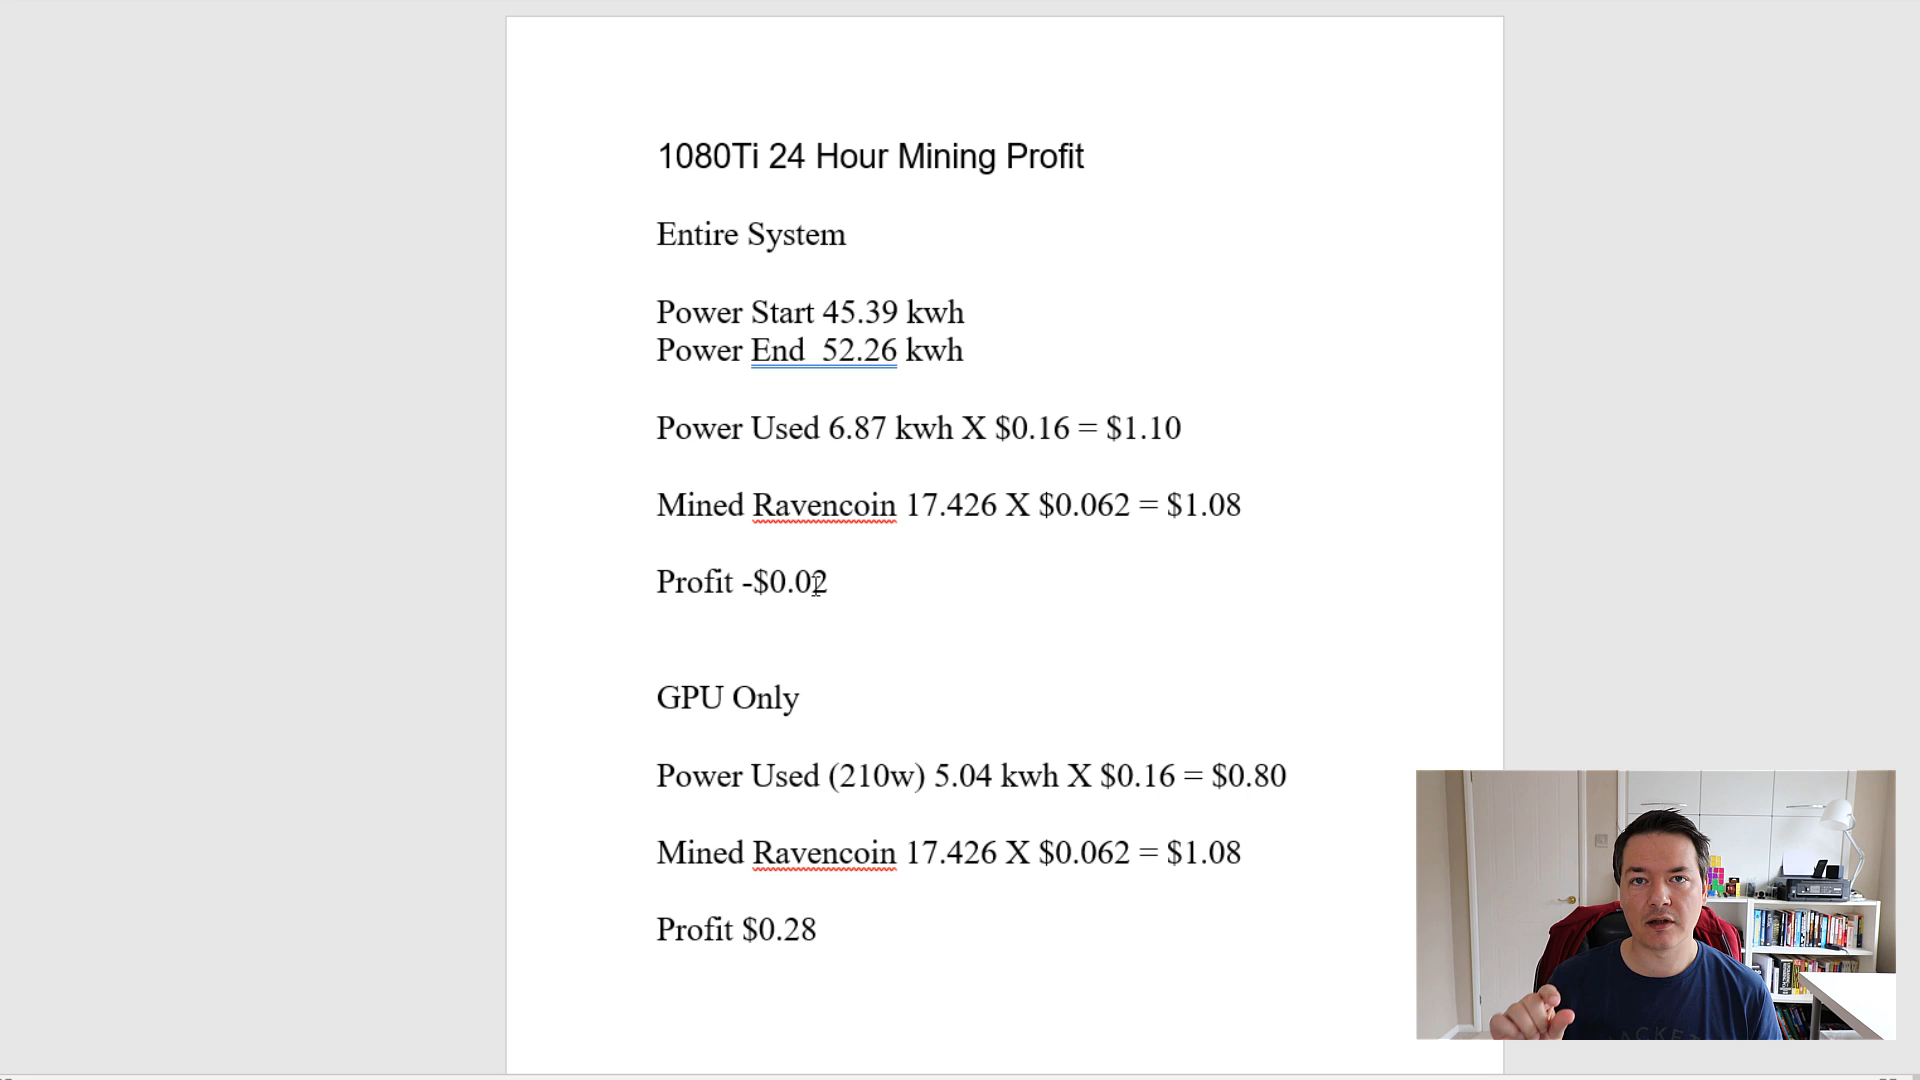 1080Ti 24 Hour Mining Profit
Entire System
Power Start 45.39 kwh
Power End  52.26 kwh
Power Used 6.87 kwh X $0.16 = $1.10
Mined Ravencoin 17.426 X $0.062 = $1.08
Profit -$0.02
GPU Only
Power Used (210w) 5.04 kwh X $0.16 = $0.80
Mined Ravencoin 17.426 X $0.062 = $1.08
Profit $0.28